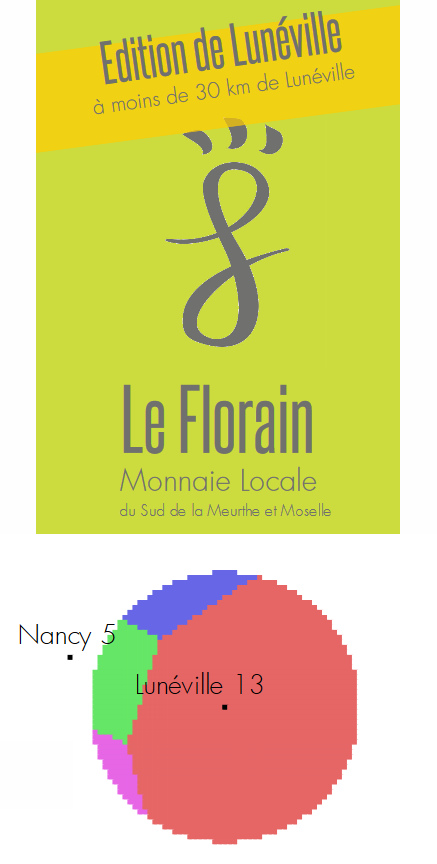 Edition de Lunéville
à moins de 30 km de Lunéville
Le Florain
Monnaie Locale
du Sud de la Meurthe et Moselle
Nancy 5
Lunéville 13